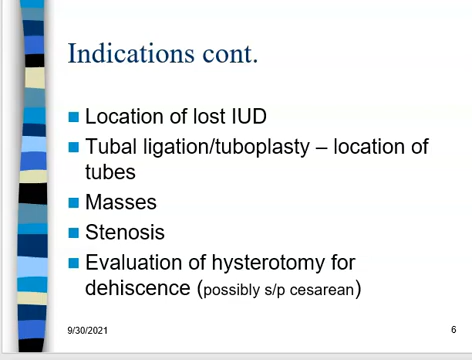 Indications cont.
Location of lost IUD
Tubal ligation/tuboplasty – location of
tubes
Masses
Stenosis
Evaluation of hysterotomy for
dehiscence (possibly s/p cesarean)
9/30/2021
6